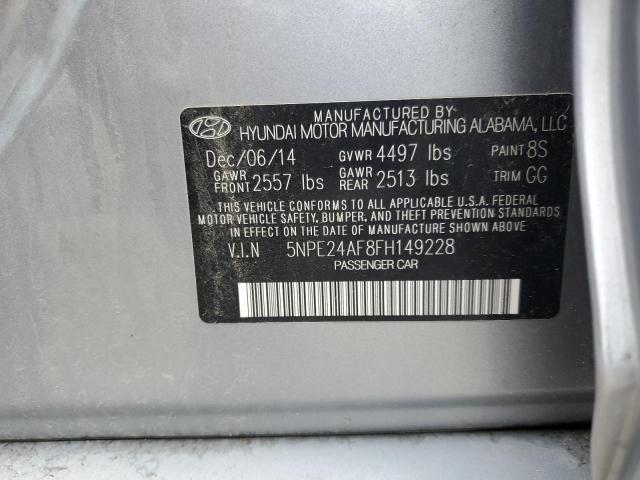 MANUFACTURED BY
HYUNDAI MOTOR MANUFACTURING ALABAMA, LLC
Dec/06/14 GVWR 4497 lbs PAINT 8S
GAWR FRONT 2557 lbs GAWR REAR 2513 lbs TRIM GG
THIS VEHICLE CONFORMS TO ALL APPLICABLE U.S.A. FEDERAL
MOTOR VEHICLE SAFETY, BUMPER, AND THEFT PREVENTION STANDARDS
IN EFFECT ON THE DATE OF MANUFACTURE SHOWN ABOVE.
V.I.N 5NPE24AF8FH149228
PASSENGER CAR